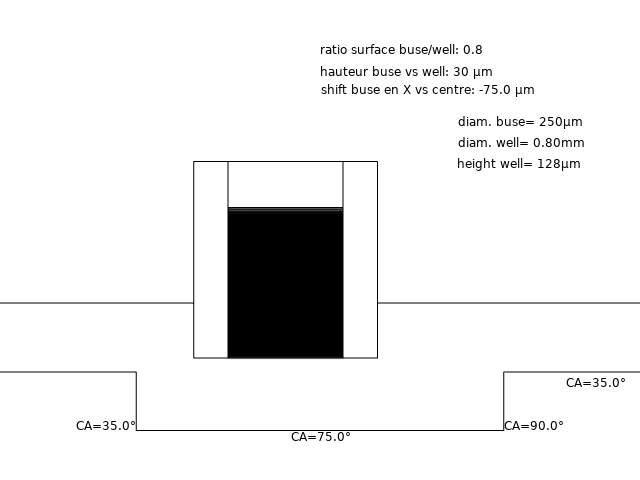 ratio surface buse/well: 0.8
hauteur buse vs well: 30 µm
shift buse en X vs centre: -75.0 µm
diam. buse= 250µm
diam. well= 0.80mm
height well= 128µm
CA=35.0°
CA=35.0°
CA=90.0°
CA=75.0°